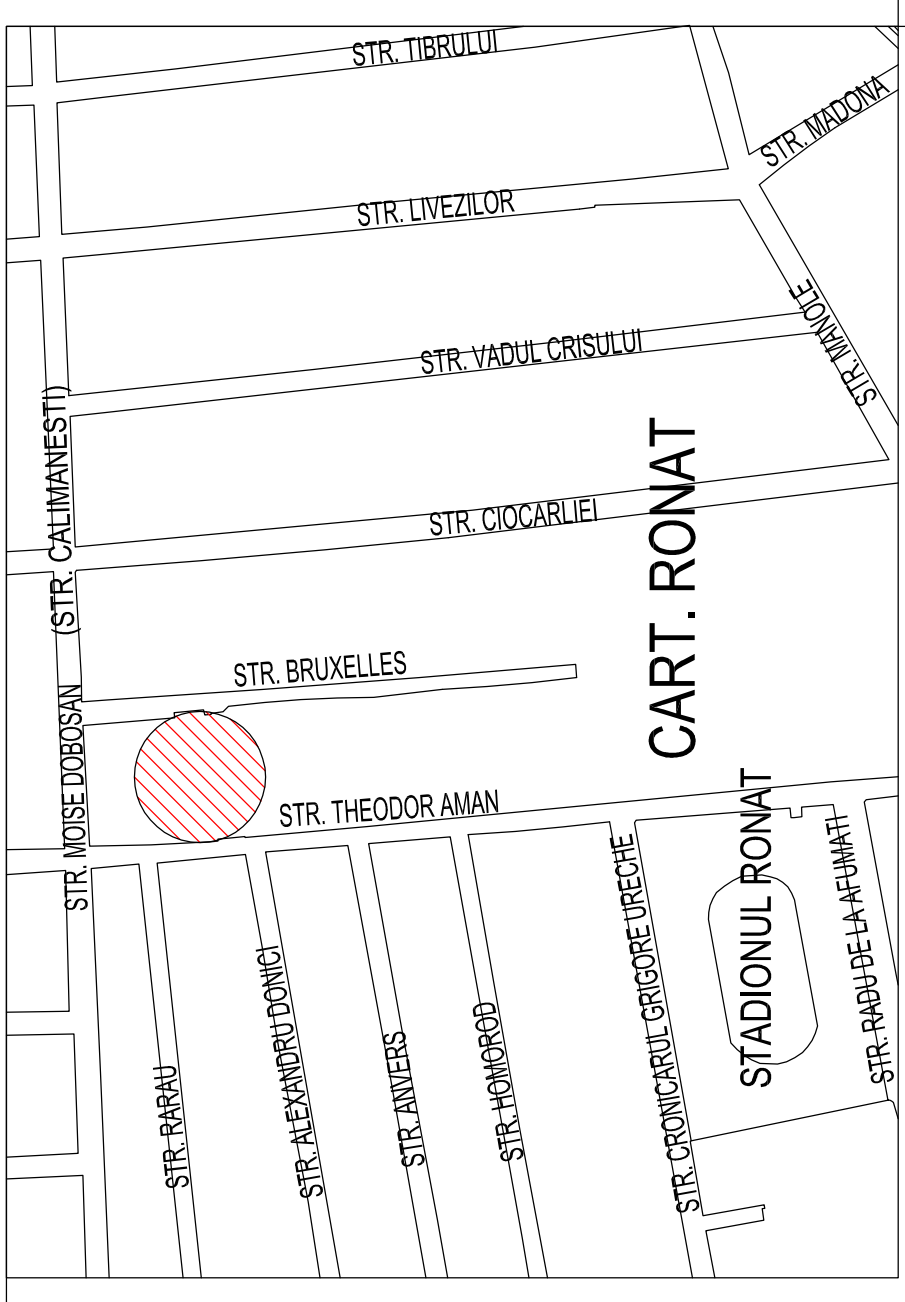 STR. TIBRULUI
STR. MADONA
STR. LIVEZILOR
STR. MANOLE
STR. VADUL CRISULUI
(STR. CALIMANESTI)
STR. CIOCARLIEI
CART. RONAT
STR. BRUXELLES
STR. MOISE DOBOSAN
STR. THEODOR AMAN
STADIONUL RONAT
STR. RARAU
STR. ALEXANDRU DONICI
STR. ANVERS
STR. HOMOROD
STR. CRONICARUL GRIGORE URECHE
STR. RADU DE LA AFUMATI